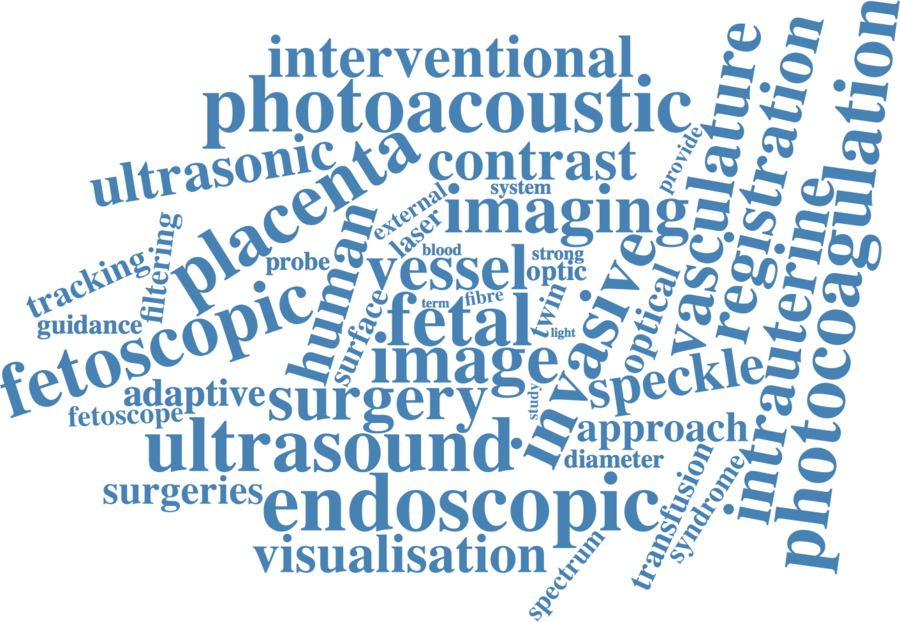 interventional
photoacoustic
ultrasonic
placenta
contrast
provide
vasculature
registration
photocoagulation
external
system
laser
imaging
human
filtering
tracking
probe
blood
vessel
strong
optic
guidance
fetoscopic
surface
term
fibre
fetal
twin
light
invasive
optical
intrauterine
image
adaptive
fetoscope
surgery
study
speckle
ultrasound
approach
diameter
surgeries
endoscopic
transfusion
syndrome
visualisation
spectrum